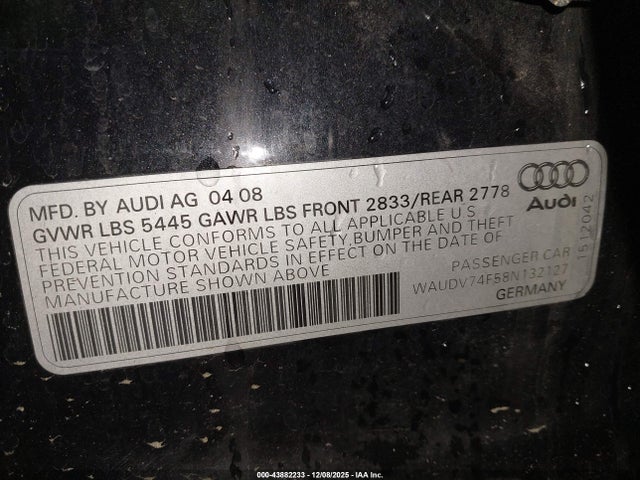 MFD. BY AUDI AG 04 08
GVWR LBS 5445 GAWR LBS FRONT 2833/REAR 2778
THIS VEHICLE CONFORMS TO ALL APPLICABLE U S
FEDERAL MOTOR VEHICLE SAFETY, BUMPER AND THEFT
PREVENTION STANDARDS IN EFFECT ON THE DATE OF
MANUFACTURE SHOWN ABOVE
Audi
PASSENGER CAR
WAUDV74F58N132127
GERMANY
1512042
000-43882233 - 12/08/2025 - IAA Inc.